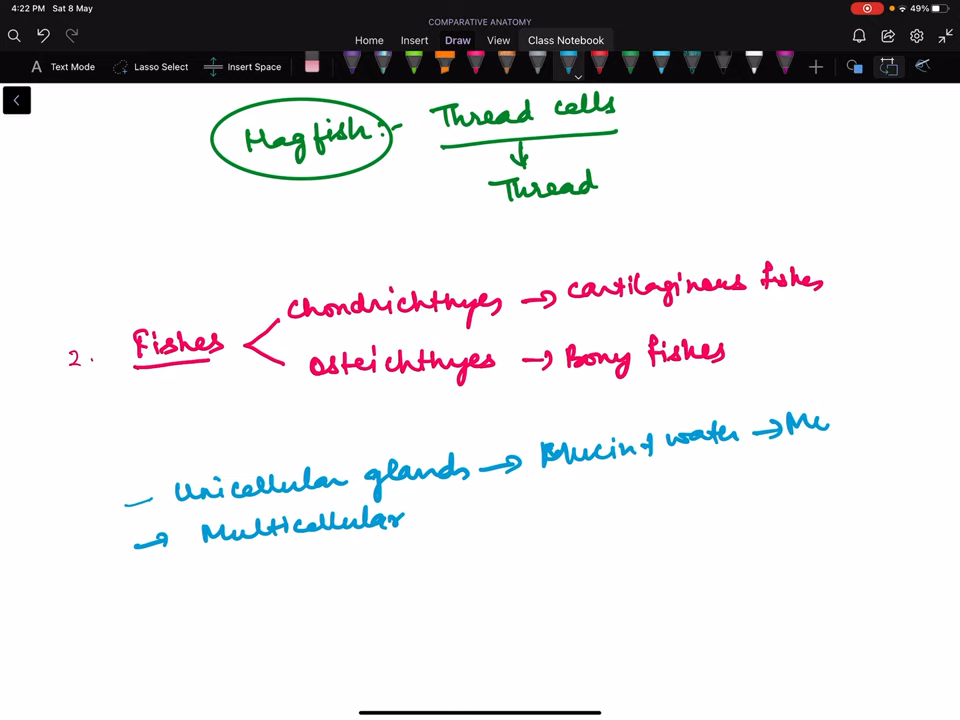 4:22 PM Sat 8 May
49%
COMPARATIVE ANATOMY
Home Insert Draw View Class Notebook
Text Mode Lasso Select Insert Space
Hagfish:- Thread cells
Thread
Chondrichthyes → cartilaginous fishes
2. Fishes
Osteichthyes → Bony fishes
- Unicellular glands → Mucin + water → Mu
→ Multicellular